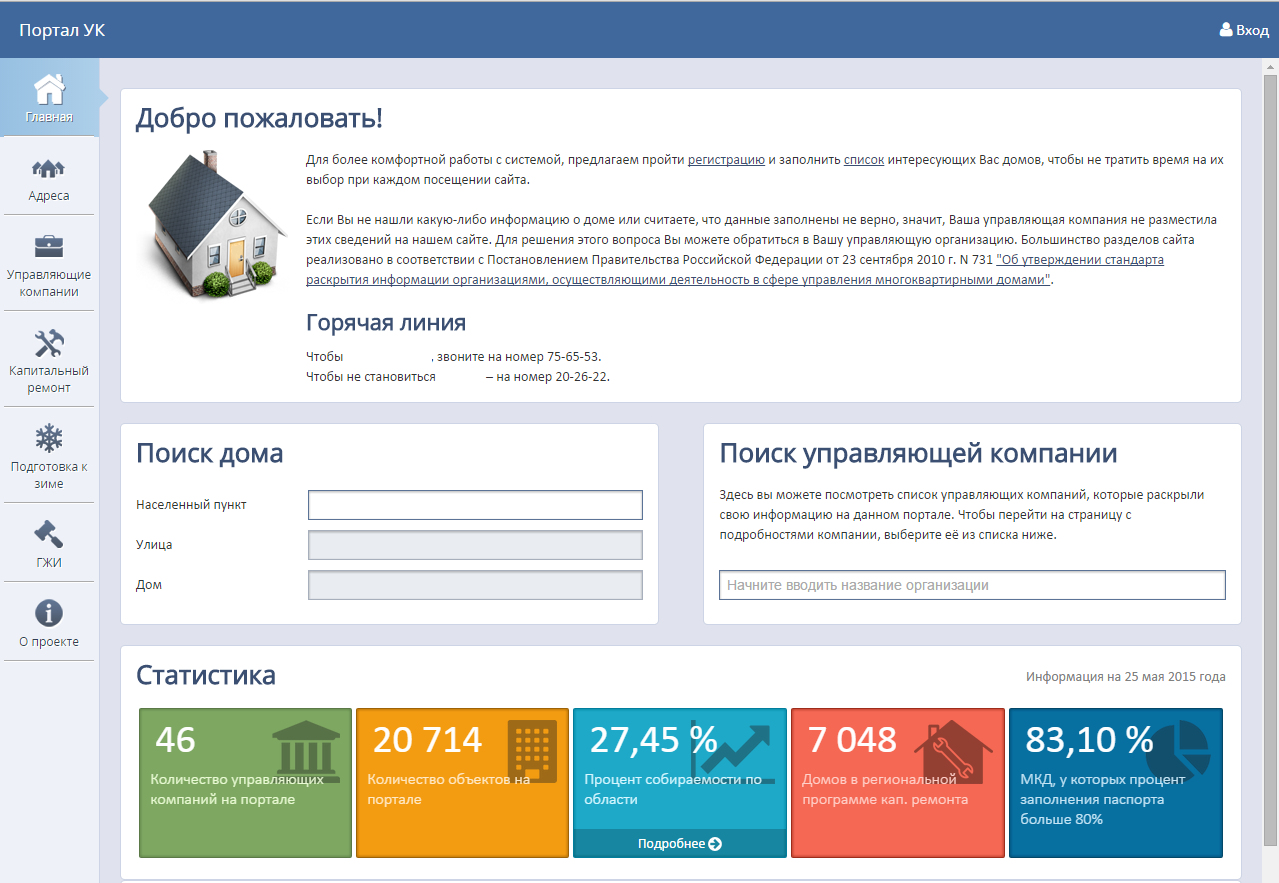 Портал УК
Вход
Главная
Адреса
Управляющие
компании
Капитальный
ремонт
Подготовка к
зиме
ГЖИ
О проекте
Добро пожаловать!
Для более комфортной работы с системой, предлагаем пройти регистрацию и заполнить список интересующих Вас домов, чтобы не тратить время на их
выбор при каждом посещении сайта.
Если Вы не нашли какую-либо информацию о доме или считаете, что данные заполнены не верно, значит, Ваша управляющая компания не разместила
этих сведений на нашем сайте. Для решения этого вопроса Вы можете обратиться в Вашу управляющую организацию. Большинство разделов сайта
реализовано в соответствии с Постановлением Правительства Российской Федерации от 23 сентября 2010 г. N 731 "Об утверждении стандарта
раскрытия информации организациями, осуществляющими деятельность в сфере управления многоквартирными домами".
Горячая линия
Чтобы , звоните на номер 75-65-53.
Чтобы не становиться – на номер 20-26-22.
Поиск дома
Населенный пункт
Улица
Дом
Поиск управляющей компании
Здесь вы можете посмотреть список управляющих компаний, которые раскрыли
свою информацию на данном портале. Чтобы перейти на страницу с
подробностями компании, выберите её из списка ниже.
Начните вводить название организации
Статистика
Информация на 25 мая 2015 года
46
Количество управляющих
компаний на портале
20 714
Количество объектов на
портале
27,45 %
Процент собираемости по
области
Подробнее
7 048
Домов в региональной
программе кап. ремонта
83,10 %
МКД, у которых процент
заполнения паспорта
больше 80%